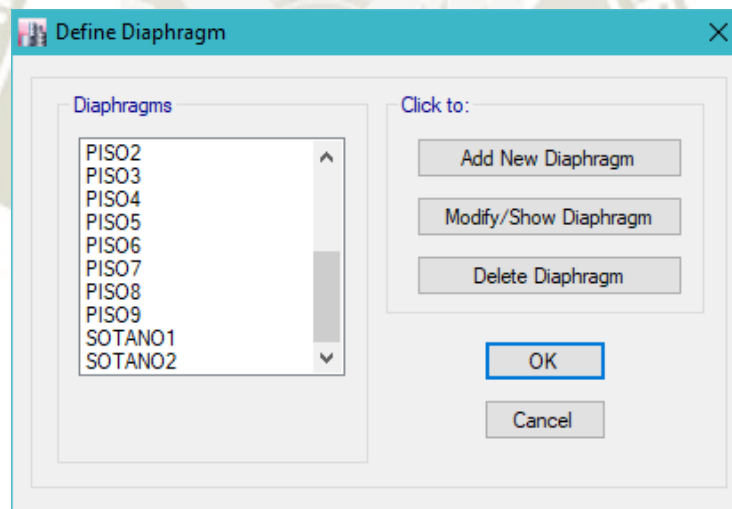 Define Diaphragm
Diaphragms
PISO2
PISO3
PISO4
PISO5
PISO6
PISO7
PISO8
PISO9
SOTANO1
SOTANO2
Click to:
Add New Diaphragm
Modify/Show Diaphragm
Delete Diaphragm
OK
Cancel